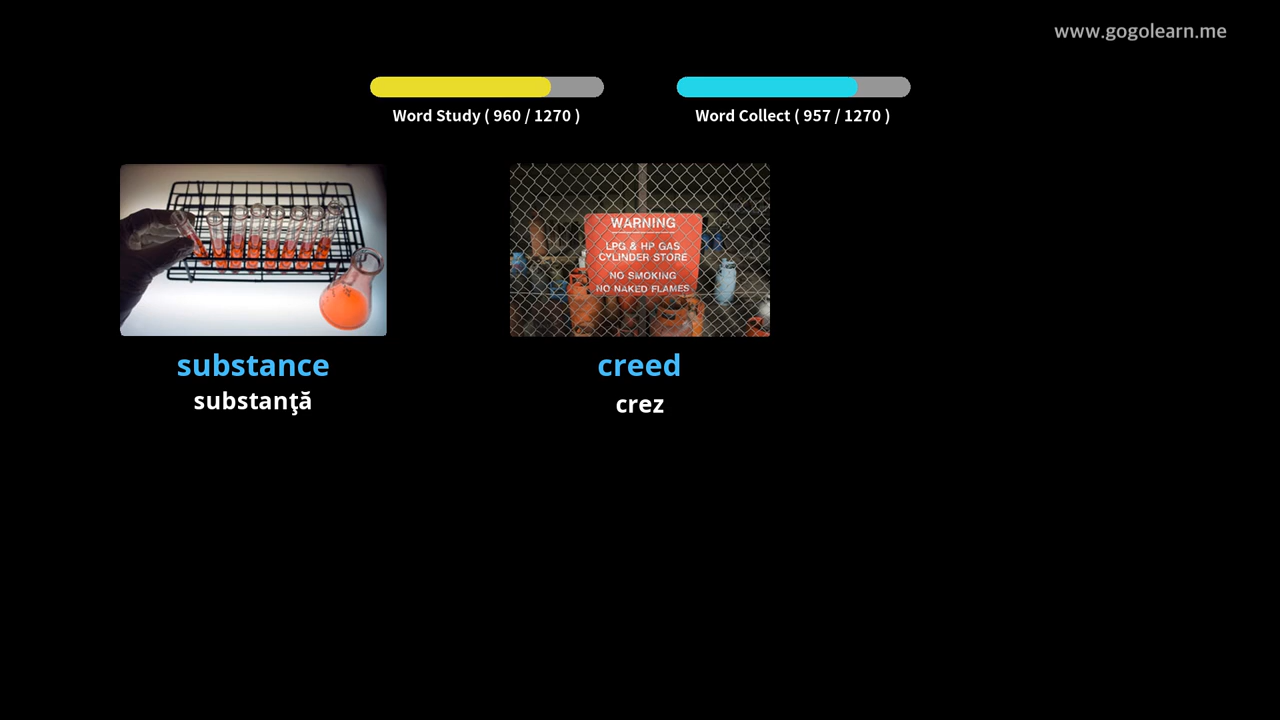 www.gogolearn.me
Word Study ( 960 / 1270 )
Word Collect ( 957 / 1270 )
WARNING
LPG & HP GAS
CYLINDER STORE
NO SMOKING
NO NAKED FLAMES
substance
substanţă
creed
crez